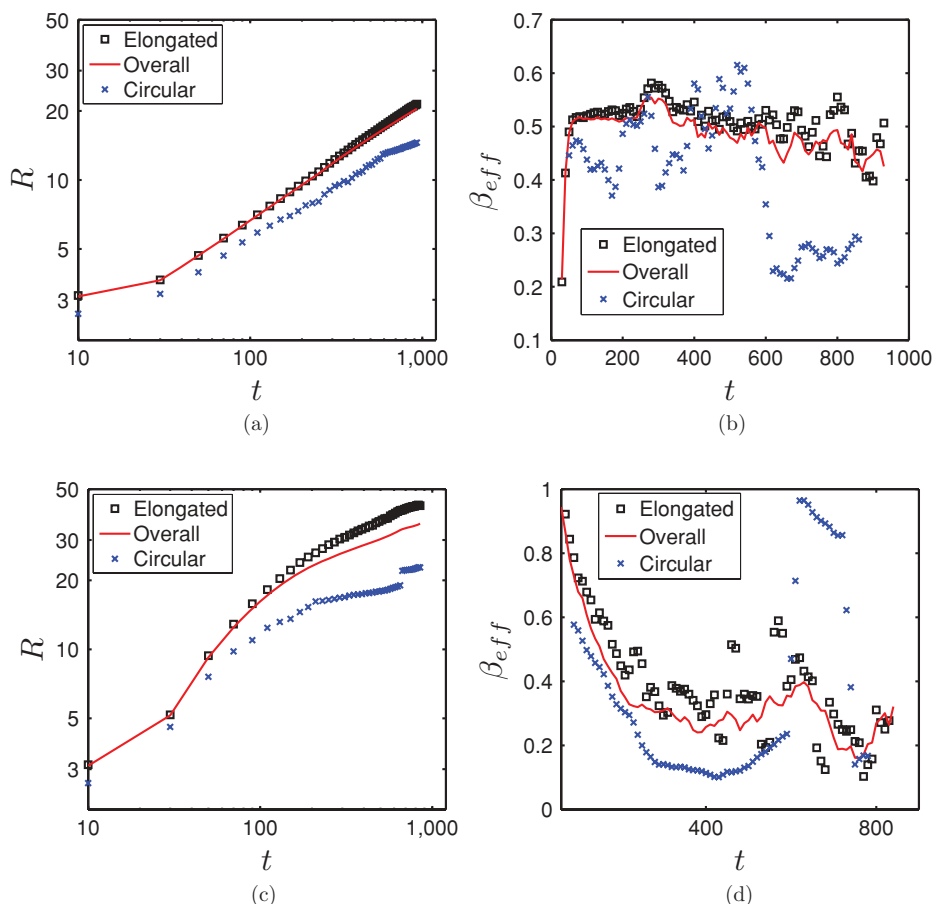 50
30
20
10
5
3
10
100
1,000
R
t
Elongated
Overall
Circular
(a)
0.7
0.6
0.5
0.4
0.3
0.2
0.1
0
200
400
600
800
1000
β_eff
t
Elongated
Overall
Circular
(b)
50
30
20
10
5
3
10
100
1,000
R
t
Elongated
Overall
Circular
(c)
1
0.8
0.6
0.4
0.2
0
400
800
β_eff
t
Elongated
Overall
Circular
(d)